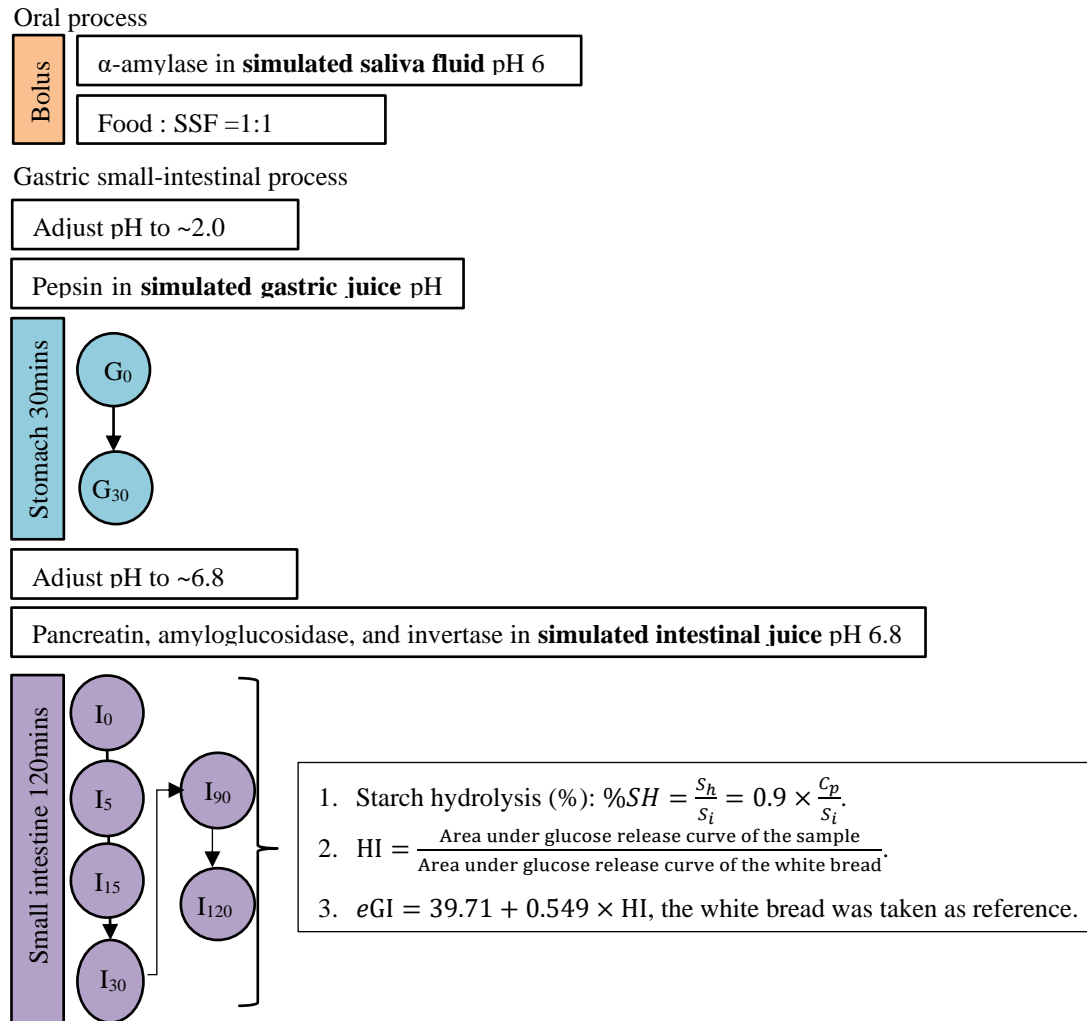 Oral process
Bolus
α-amylase in simulated saliva fluid pH 6
Food : SSF =1:1
Gastric small-intestinal process
Adjust pH to ~2.0
Pepsin in simulated gastric juice pH
Stomach 30mins
G₀
G₃₀
Adjust pH to ~6.8
Pancreatin, amyloglucosidase, and invertase in simulated intestinal juice pH 6.8
Small intestine 120mins
I₀
I₅
I₁₅
I₃₀
I₉₀
I₁₂₀
1. Starch hydrolysis (%): %SH = S_h/S_i = 0.9 × C_p/S_i.
2. HI = Area under glucose release curve of the sample/Area under glucose release curve of the white bread.
3. eGI = 39.71 + 0.549 × HI, the white bread was taken as reference.